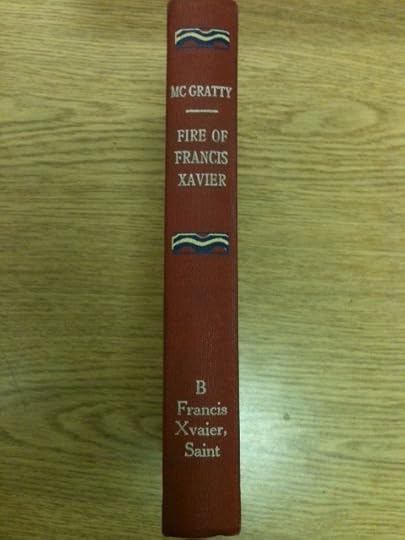 MC GRATTY
FIRE OF
FRANCIS
XAVIER
B
Francis
Xvaier,
Saint